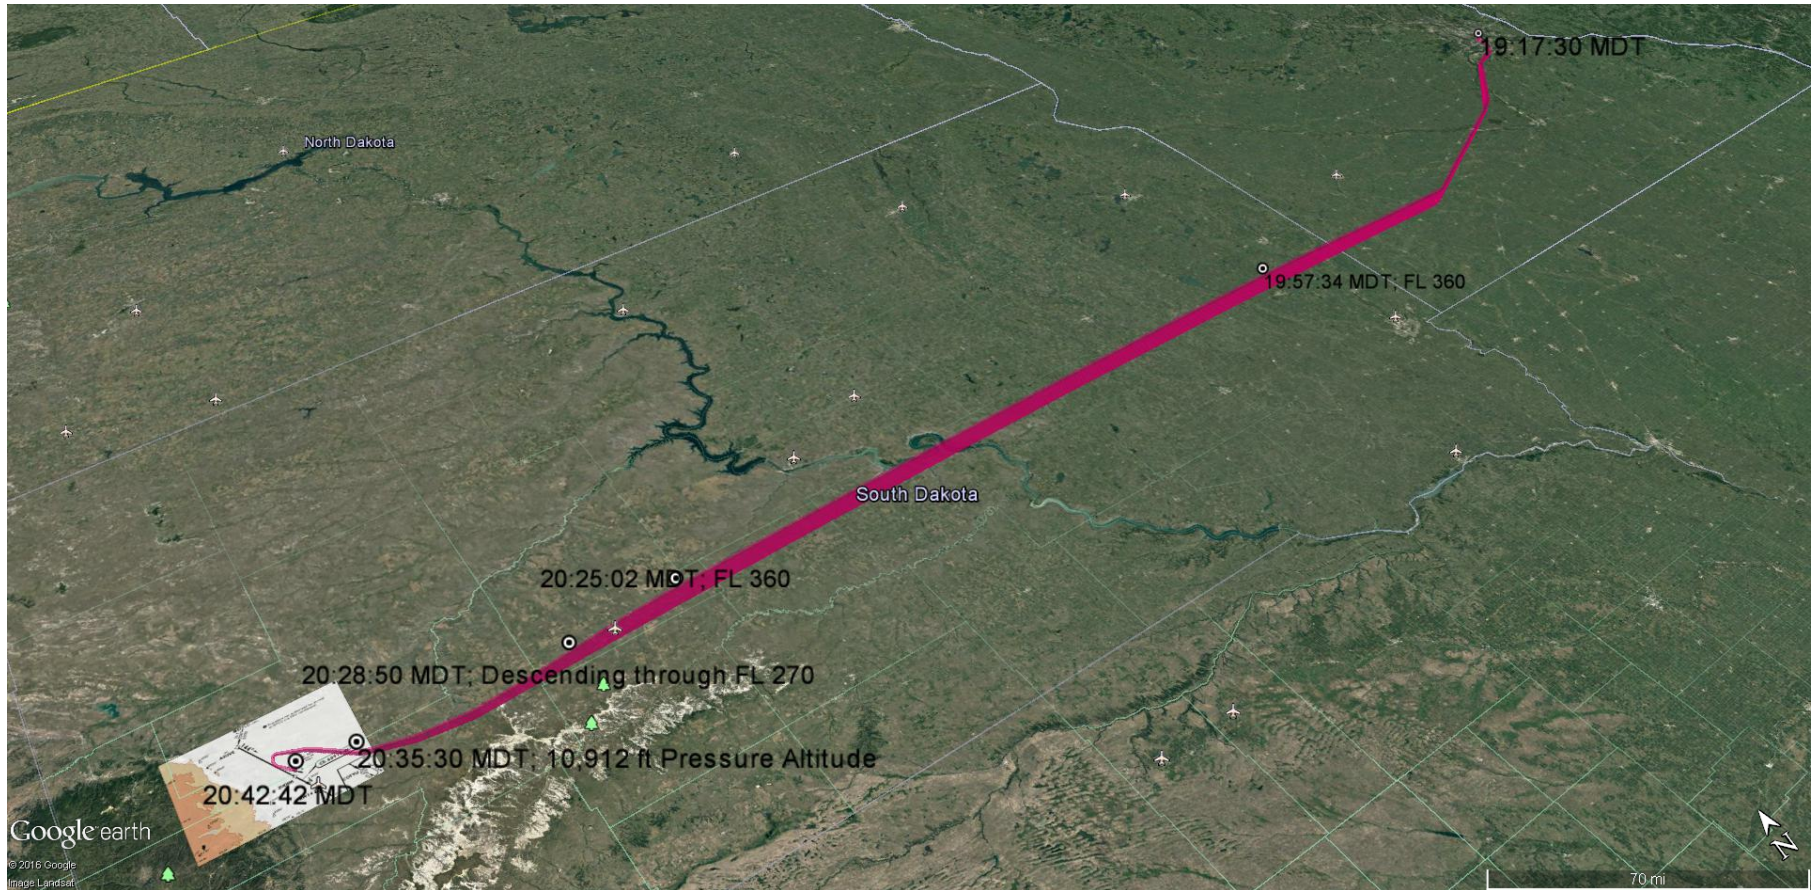 19:17:30 MDT
North Dakota
19:57:34 MDT; FL 360
South Dakota
20:25:02 MDT; FL 360
20:28:50 MDT; Descending through FL 270
20:35:30 MDT; 10,912 ft Pressure Altitude
20:42:42 MDT
Google earth
© 2016 Google
Image Landsat
N
70 mi